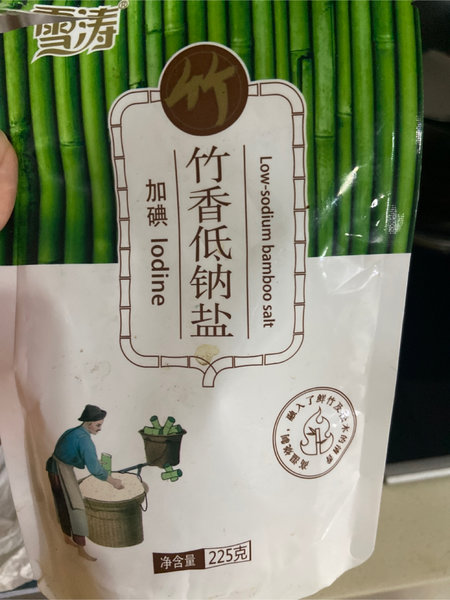 雪涛®
竹
竹香低钠盐
Low-sodium bamboo salt
加碘 Iodine
净含量 225克